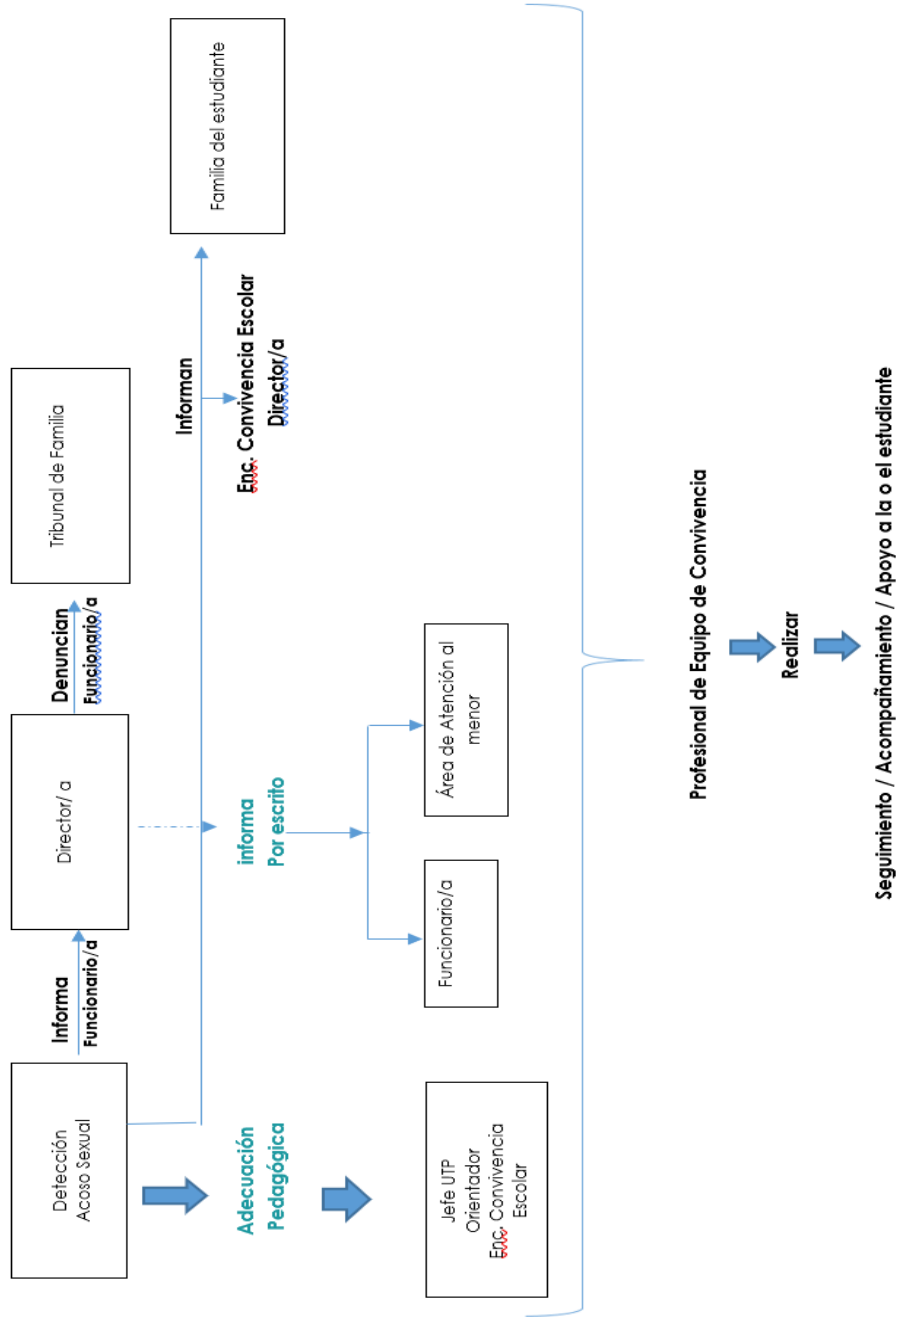 Detección
Acoso Sexual
Informa
Funcionario/a
Director/ a
Denuncian
Funcionario/a
Tribunal de Familia
Informan
Enc. Convivencia Escolar
Director/a
Familia del estudiante
Adecuación
Pedagógica
informa
Por escrito
Jefe UTP
Orientador
Enc. Convivencia
Escolar
Funcionario/a
Área de Atención al
menor
Profesional de Equipo de Convivencia
Realizar
Seguimiento / Acompañamiento / Apoyo a la o el estudiante